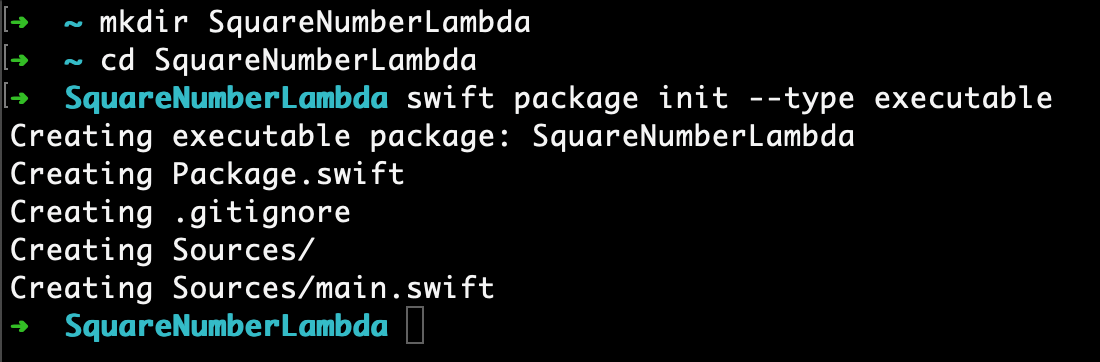 [➜  ~ mkdir SquareNumberLambda
[➜  ~ cd SquareNumberLambda
[➜  SquareNumberLambda swift package init --type executable
Creating executable package: SquareNumberLambda
Creating Package.swift
Creating .gitignore
Creating Sources/
Creating Sources/main.swift
➜  SquareNumberLambda